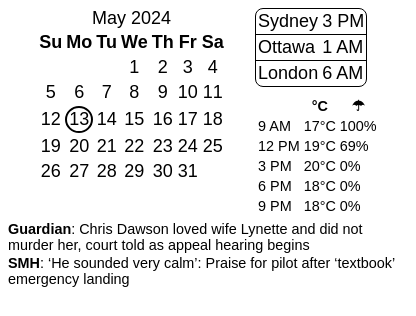 May 2024
Su Mo Tu We Th Fr Sa
1 2 3 4
5 6 7 8 9 10 11
12 13 14 15 16 17 18
19 20 21 22 23 24 25
26 27 28 29 30 31
Sydney 3 PM
Ottawa 1 AM
London 6 AM
°C ☂
9 AM 17°C 100%
12 PM 19°C 69%
3 PM 20°C 0%
6 PM 18°C 0%
9 PM 18°C 0%
Guardian: Chris Dawson loved wife Lynette and did not
murder her, court told as appeal hearing begins
SMH: ‘He sounded very calm’: Praise for pilot after ‘textbook’
emergency landing